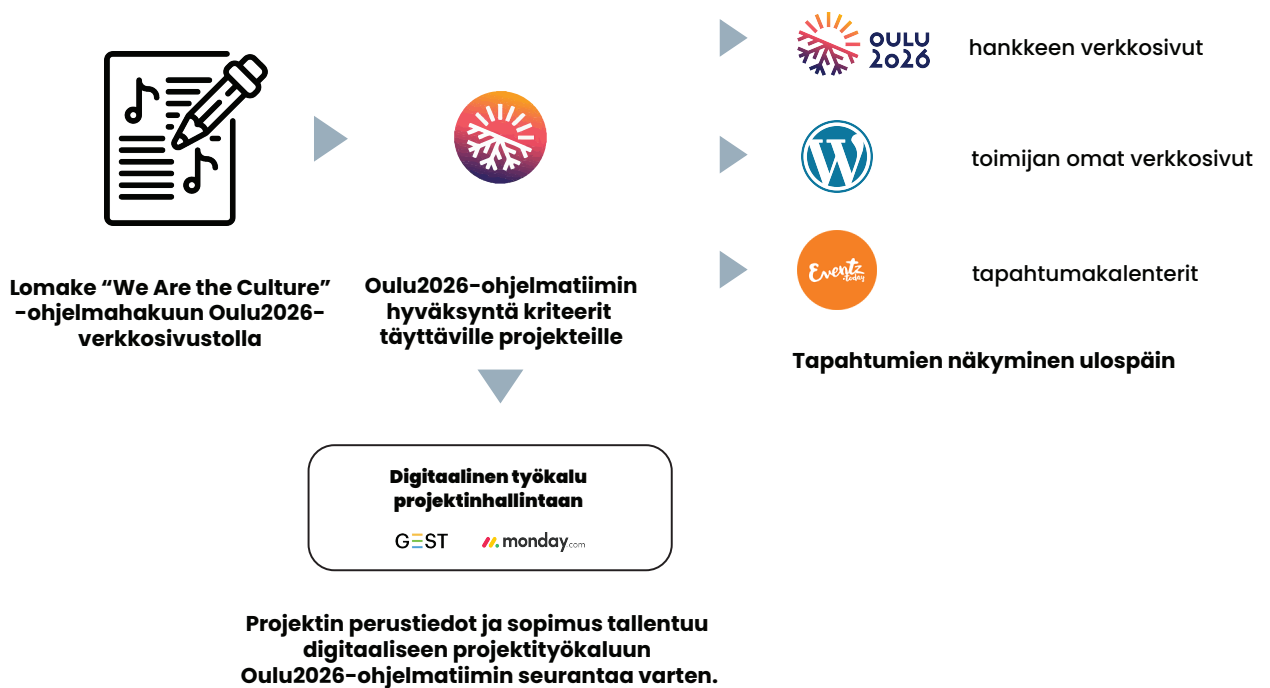 Lomake “We Are the Culture”
-ohjelmahakuun Oulu2026-
verkkosivustolla
Oulu2026-ohjelmatiimin
hyväksyntä kriteerit
täyttäville projekteille
OULU
2026
hankkeen verkkosivut
toimijan omat verkkosivut
Eventz
.today
tapahtumakalenterit
Tapahtumien näkyminen ulospäin
Digitaalinen työkalu
projektinhallintaan
GEST
monday.com
Projektin perustiedot ja sopimus tallentuu
digitaaliseen projektityökaluun
Oulu2026-ohjelmatiimin seurantaa varten.